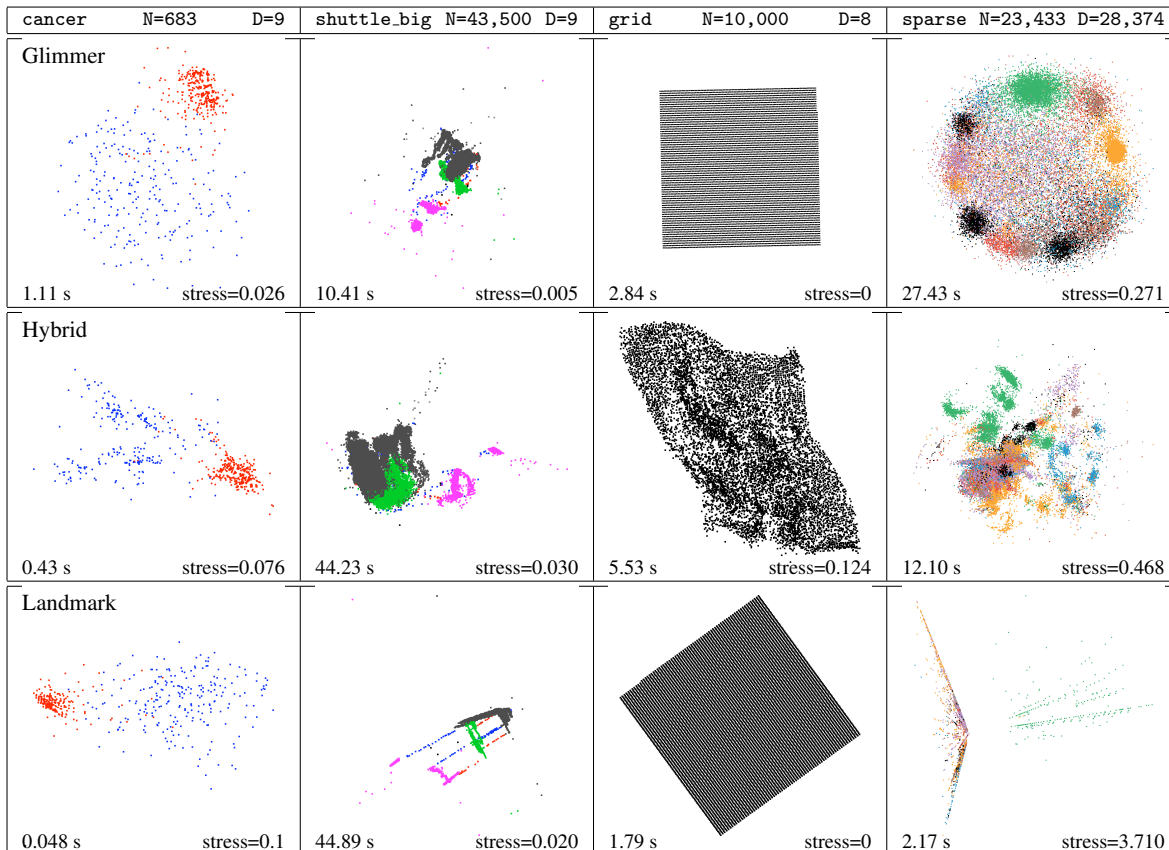 cancer N=683 D=9 shuttle_big N=43,500 D=9 grid N=10,000 D=8 sparse N=23,433 D=28,374
Glimmer
1.11 s stress=0.026 10.41 s stress=0.005 2.84 s stress=0 27.43 s stress=0.271
Hybrid
0.43 s stress=0.076 44.23 s stress=0.030 5.53 s stress=0.124 12.10 s stress=0.468
Landmark
0.048 s stress=0.1 44.89 s stress=0.020 1.79 s stress=0 2.17 s stress=3.710